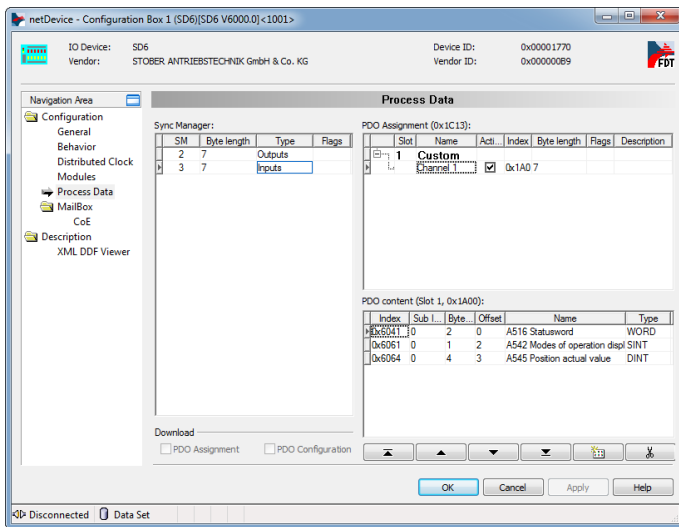 netDevice - Configuration Box 1 (SD6)[SD6 V6000.0]<1001>
IO Device: SD6 Device ID: 0x00001770
Vendor: STOBER ANTRIEBSTECHNIK GmbH & Co. KG Vendor ID: 0x000000B9
FDT
Navigation Area
Configuration
General
Behavior
Distributed Clock
Modules
Process Data
MailBox
CoE
Description
XML DDF Viewer
Process Data
Sync Manager:
SM Byte length Type Flags
2 7 Outputs
3 7 Inputs
Download
PDO Assignment PDO Configuration
PDO Assignment (0x1C13):
Slot Name Acti... Index Byte length Flags Description
1 Custom
Channel 1 0x1A0 7
PDO content (Slot 1, 0x1A00):
Index Sub I... Byte... Offset Name Type
0x6041 0 2 0 A516 Statusword WORD
0x6061 0 1 2 A542 Modes of operation displ SINT
0x6064 0 4 3 A545 Position actual value DINT
OK Cancel Apply Help
Disconnected Data Set